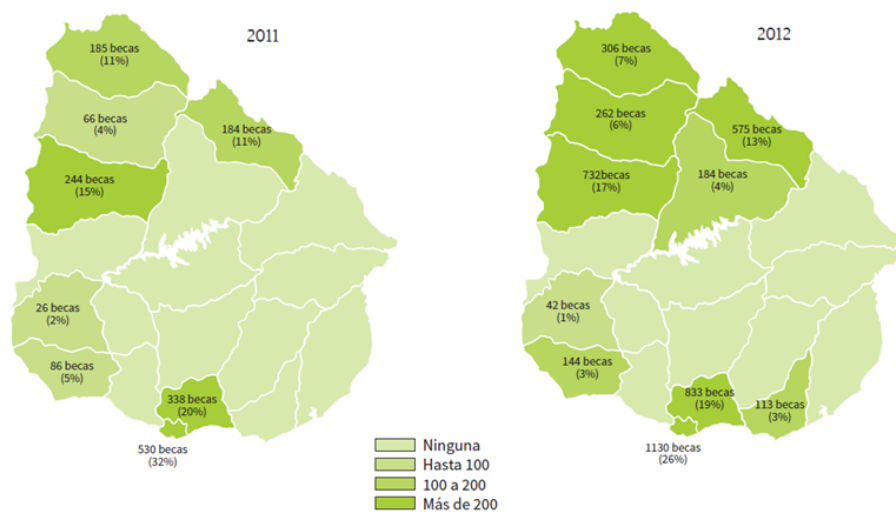 2011
185 becas
(11%)
66 becas
(4%)
184 becas
(11%)
244 becas
(15%)
26 becas
(2%)
86 becas
(5%)
338 becas
(20%)
530 becas
(32%)
2012
306 becas
(7%)
262 becas
(6%)
575 becas
(13%)
732becas
(17%)
184 becas
(4%)
42 becas
(1%)
144 becas
(3%)
833 becas
(19%)
113 becas
(3%)
1130 becas
(26%)
Ninguna
Hasta 100
100 a 200
Más de 200